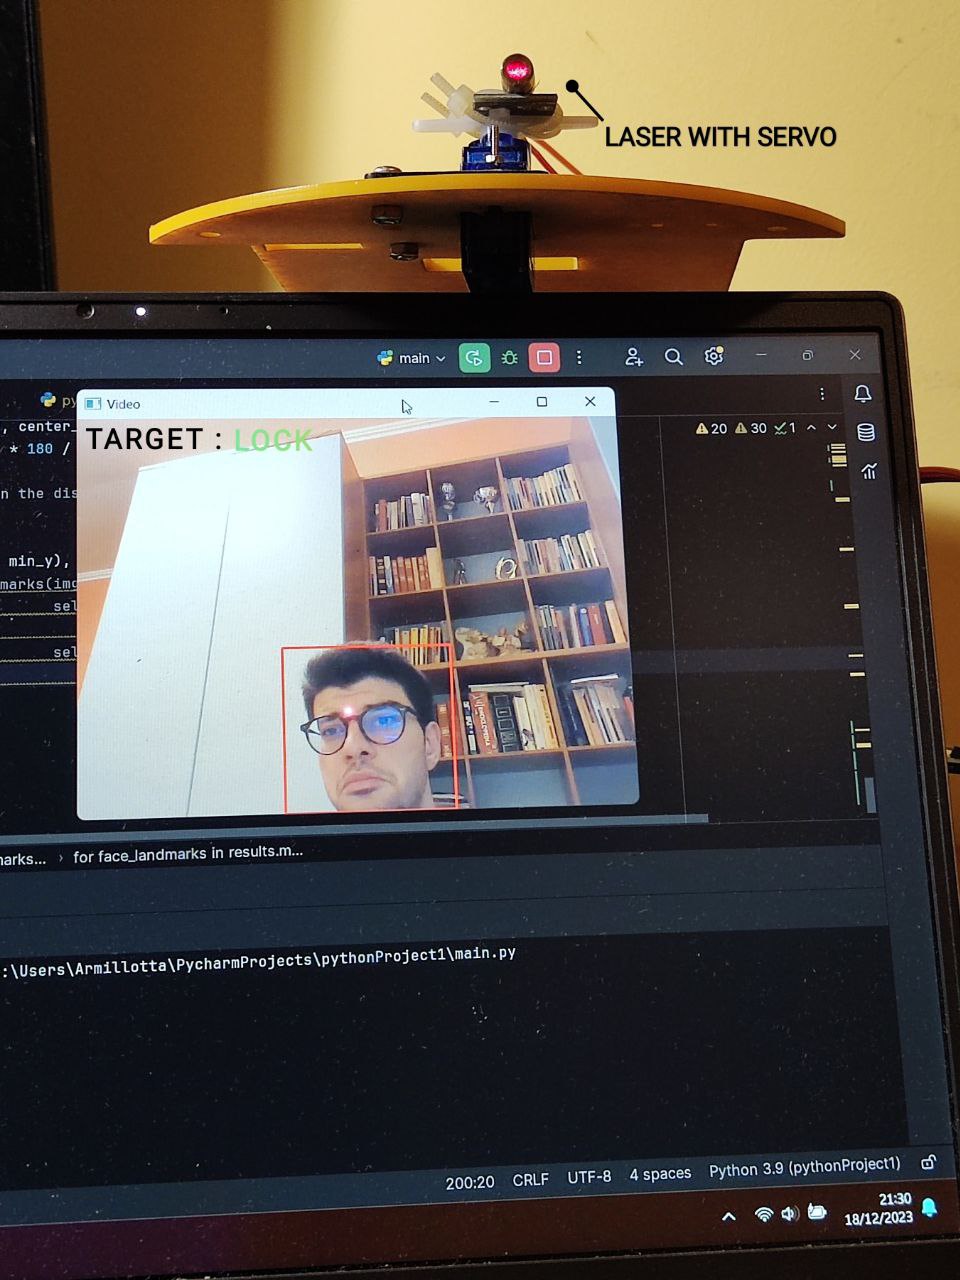 LASER WITH SERVO
main
py
Video
20 30 1
, center_
TARGET : LOCK
* 180 /
n the dis
min_y),
marks(img
sel
sel
arks... › for face_landmarks in results.m...
:\Users\Armillotta\PycharmProjects\pythonProject1\main.py
200:20 CRLF UTF-8 4 spaces Python 3.9 (pythonProject1)
21:30
18/12/2023